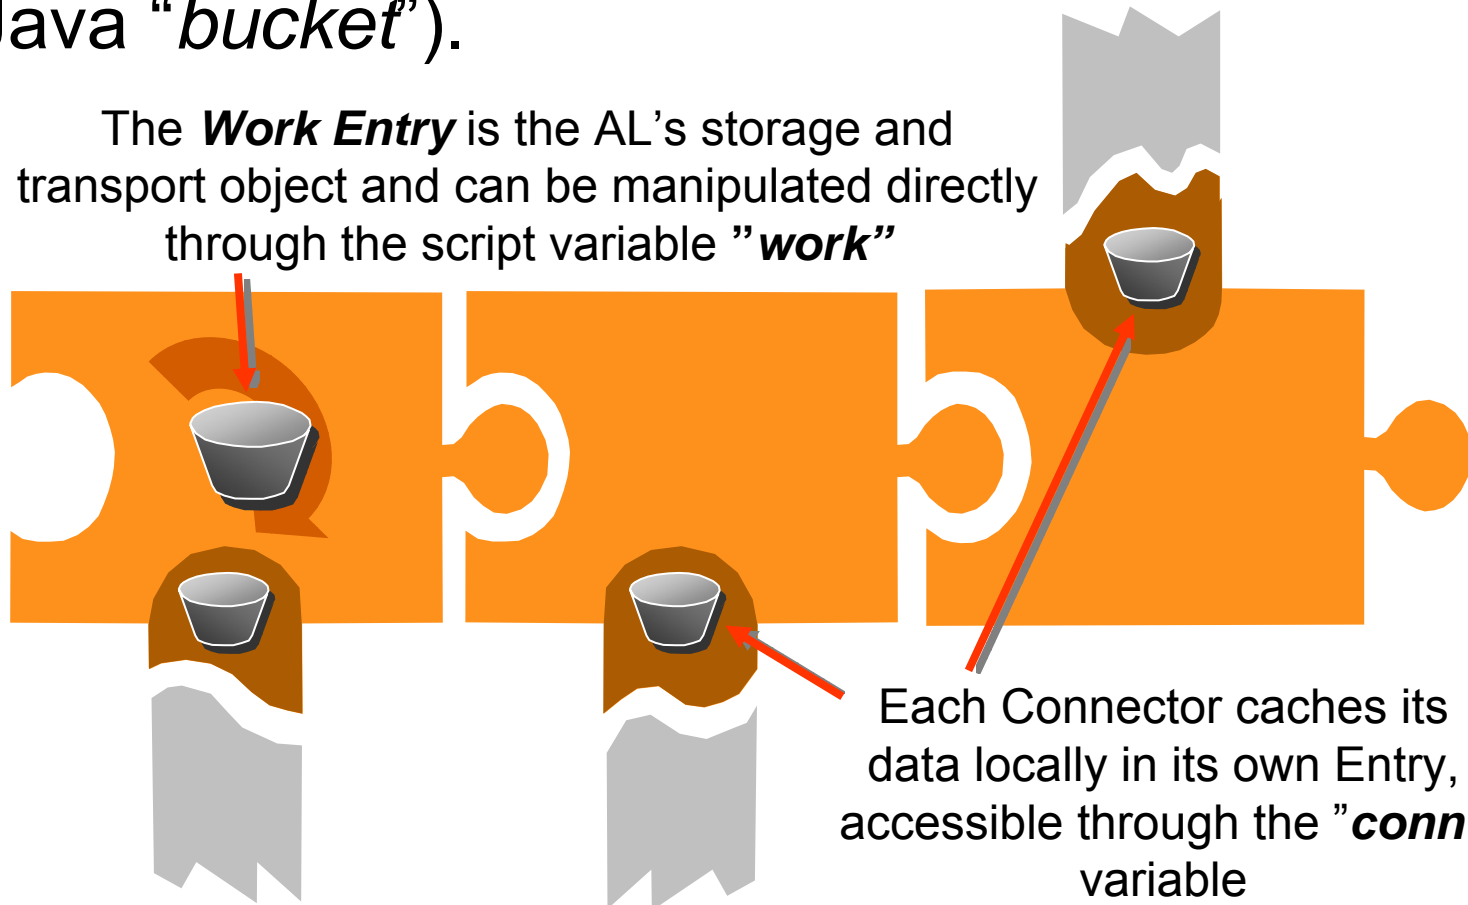 Java “bucket”).
The Work Entry is the AL’s storage and
transport object and can be manipulated directly
through the script variable ”work”
Each Connector caches its
data locally in its own Entry,
accessible through the ”conn
variable